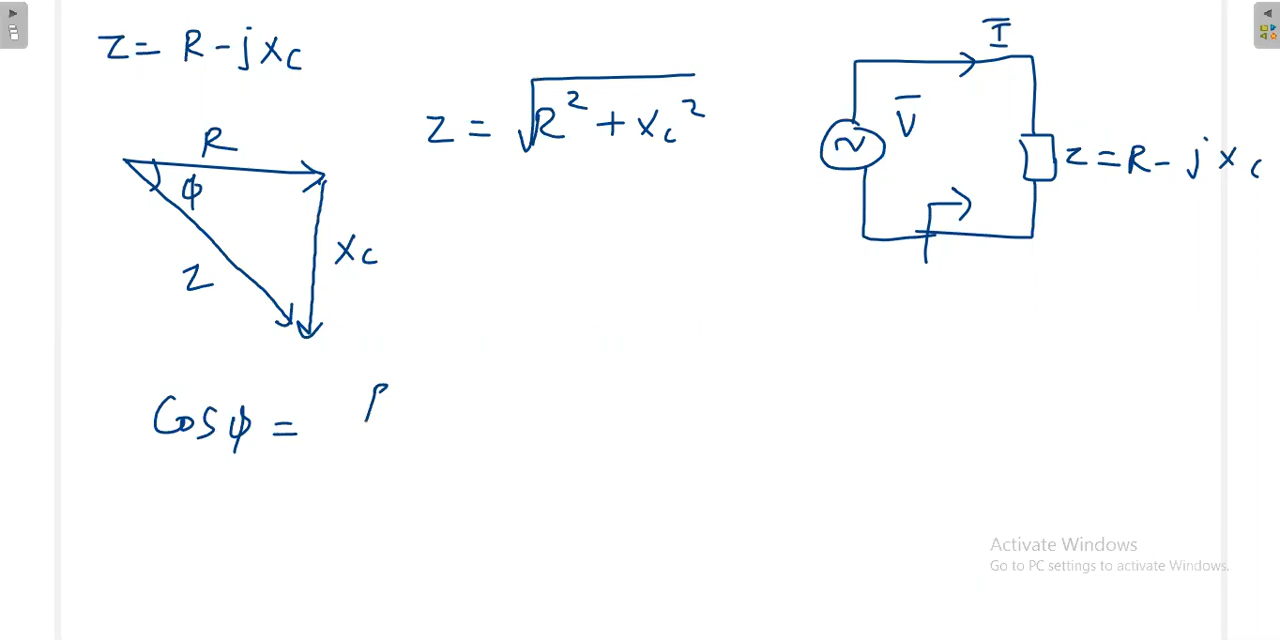 Z = R - jXc
Z = √R² + Xc²
R
φ
Z
Xc
Cosφ =
Ī
V̄
Z = R - jXc
Activate Windows
Go to PC settings to activate Windows.